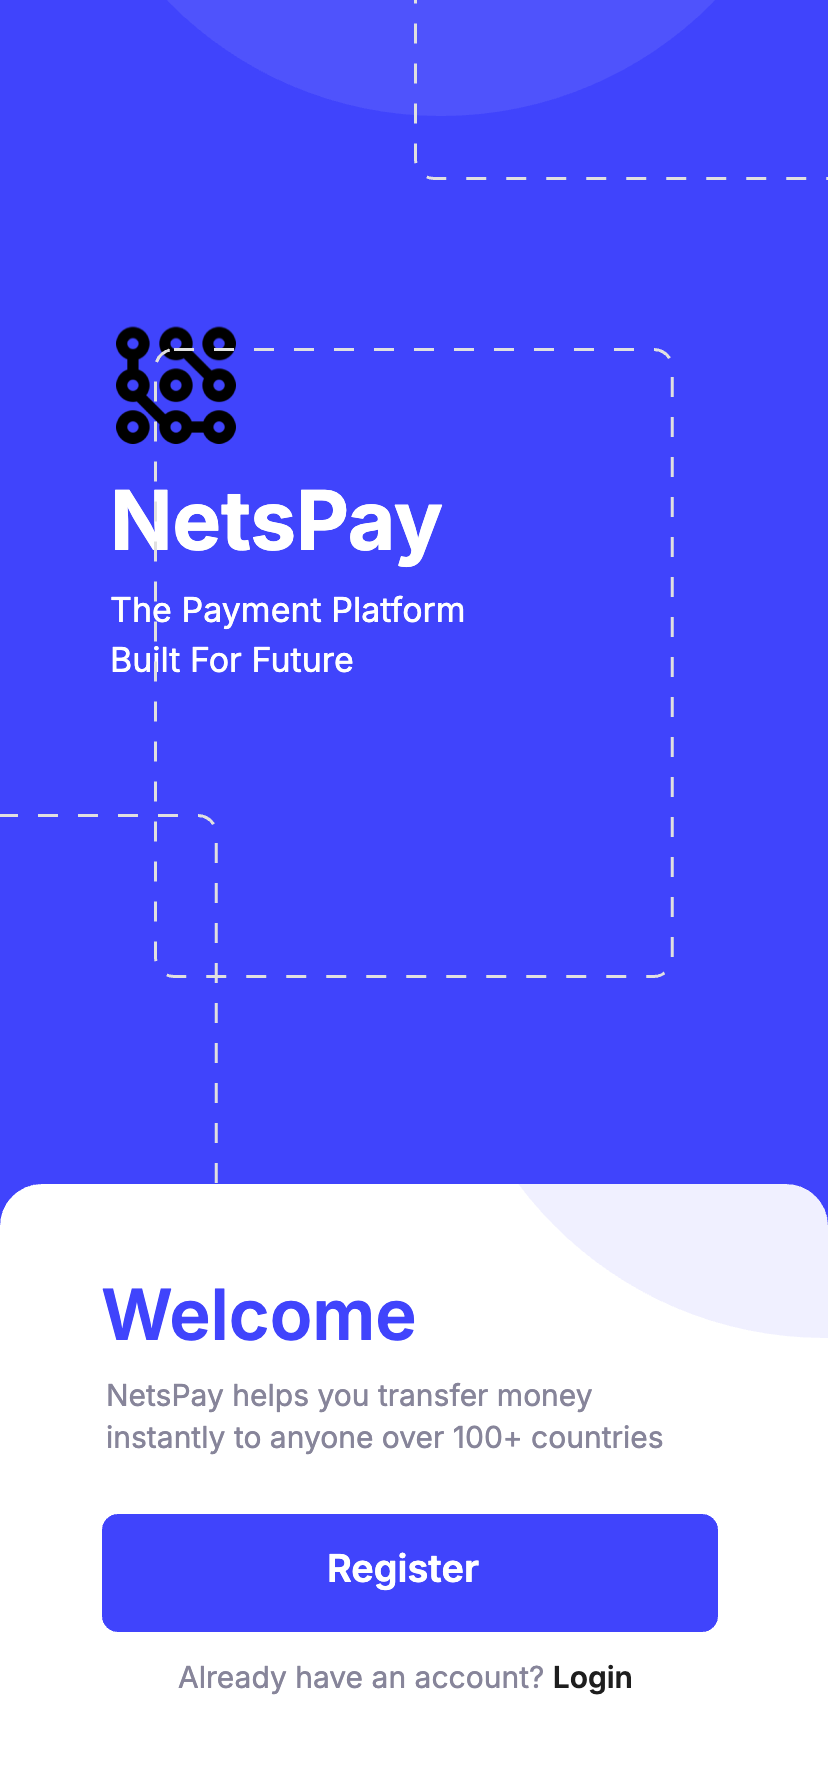 NetsPay
The Payment Platform
Built For Future
Welcome
NetsPay helps you transfer money
instantly to anyone over 100+ countries
Register
Already have an account? Login